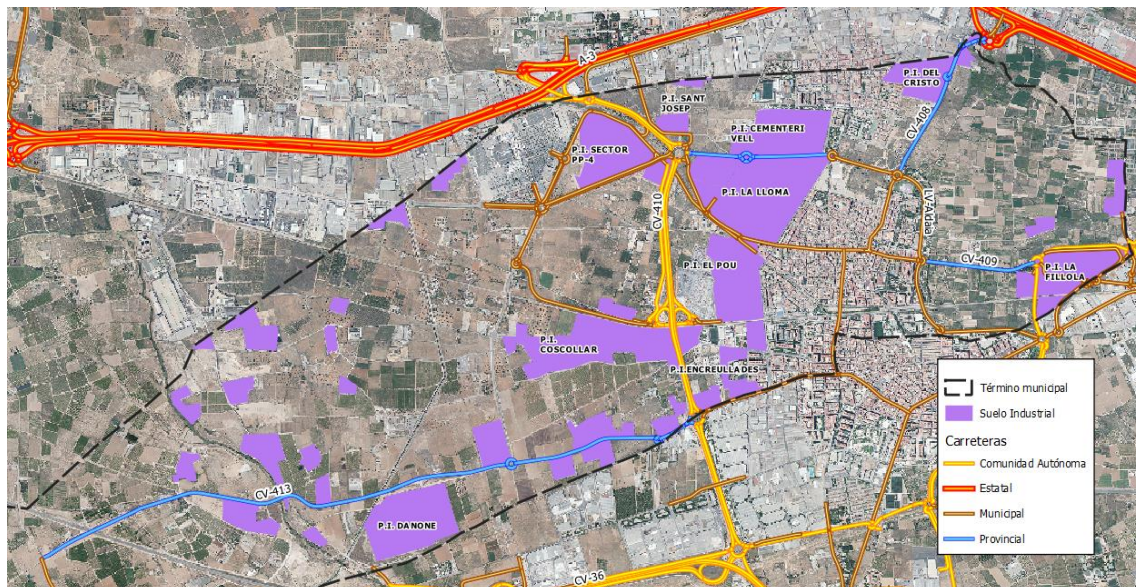 A-3
P.I. DEL
CRISTO
P.I. SANT
JOSEP
CV-408
P.I. CEMENTERI
VELL
P.I. SECTOR
PP-4
P.I. LA LLOMA
CV-410
CV-409
P.I. EL POU
P.I. LA
FILLOLA
P.I.
COSCOLLAR
P.I.ENCREULLADES
Término municipal
Suelo Industrial
Carreteras
Comunidad Autónoma
Estatal
Municipal
Provincial
CV-413
P.I. DANONE
CV-36